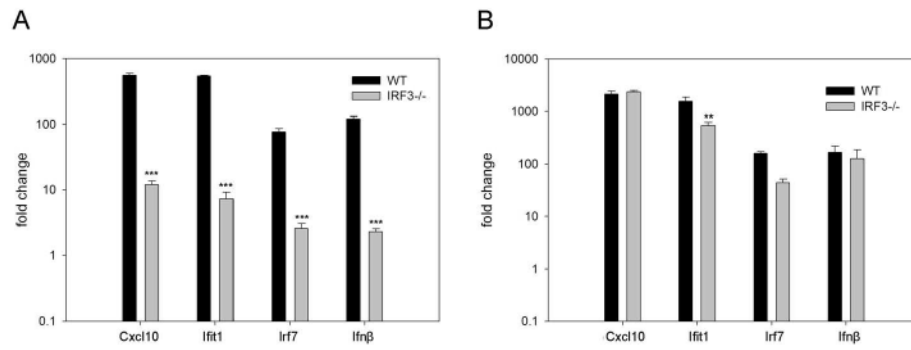 A
fold change
1000
100
10
1
0.1
WT
IRF3-/-
***
***
***
***
Cxcl10
Ifit1
Irf7
Ifnβ
B
fold change
10000
1000
100
10
1
0.1
WT
IRF3-/-
**
Cxcl10
Ifit1
Irf7
Ifnβ